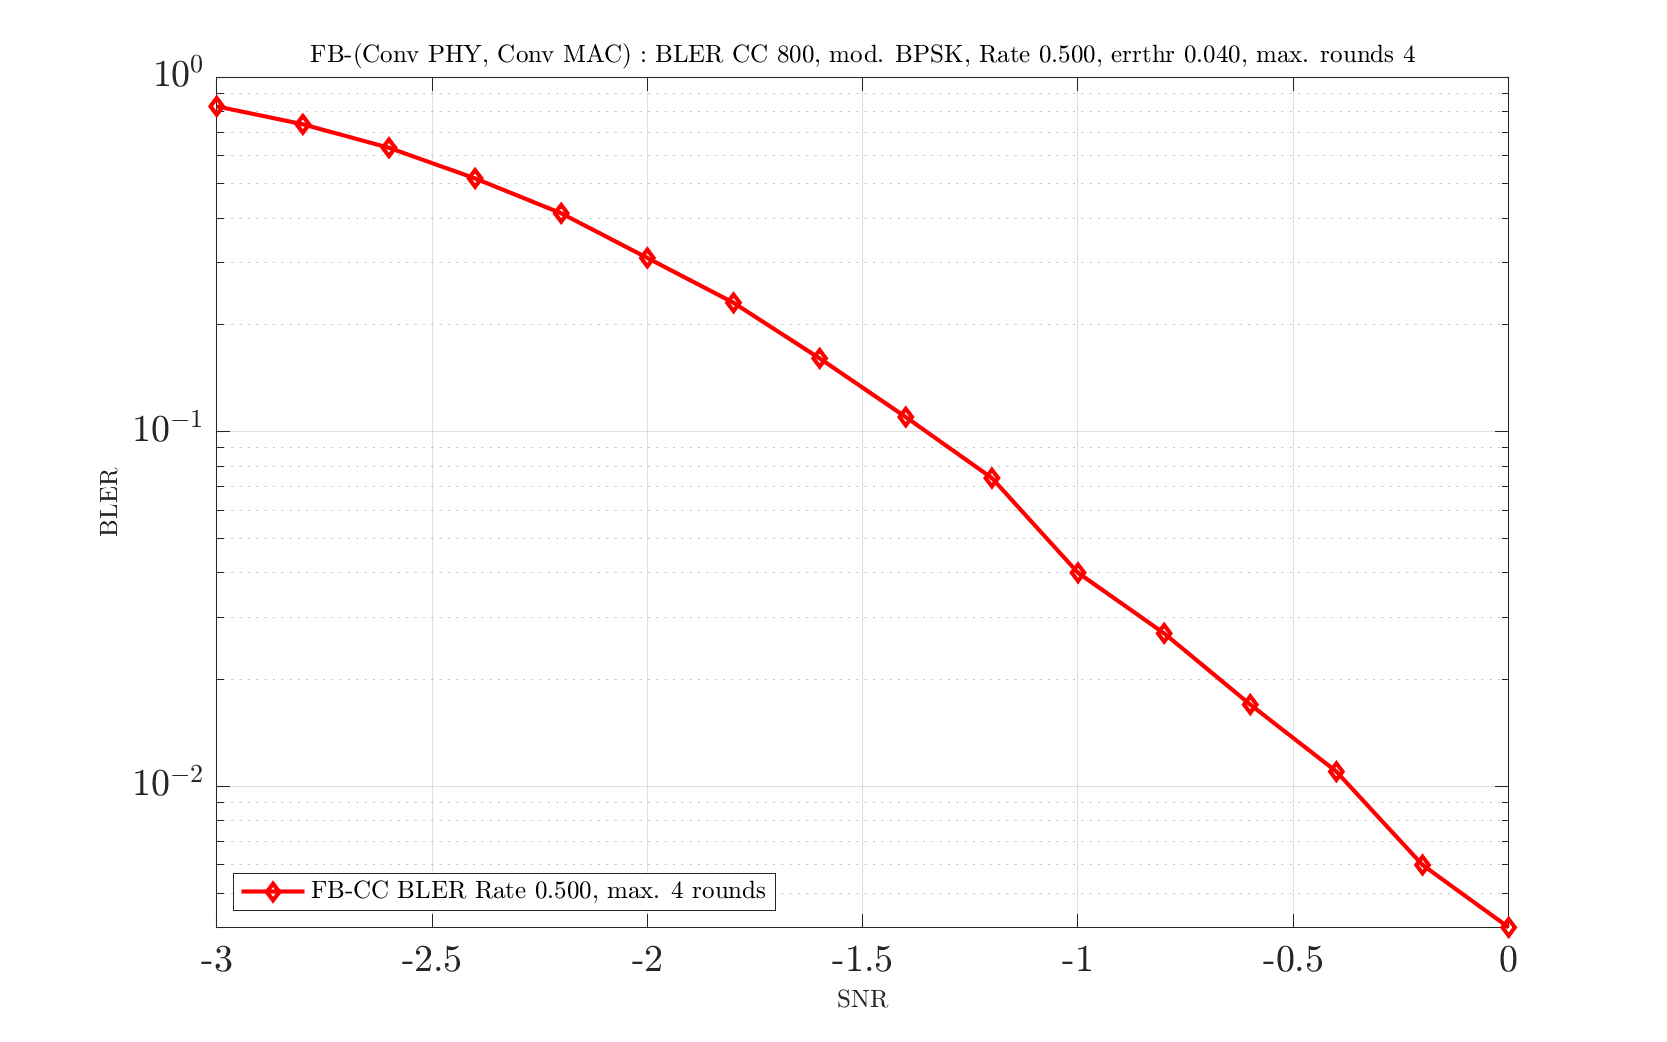 FB-(Conv PHY, Conv MAC) : BLER CC 800, mod. BPSK, Rate 0.500, errthr 0.040, max. rounds 4
10^0
10^-1
10^-2
BLER
FB-CC BLER Rate 0.500, max. 4 rounds
-3 -2.5 -2 -1.5 -1 -0.5 0
SNR